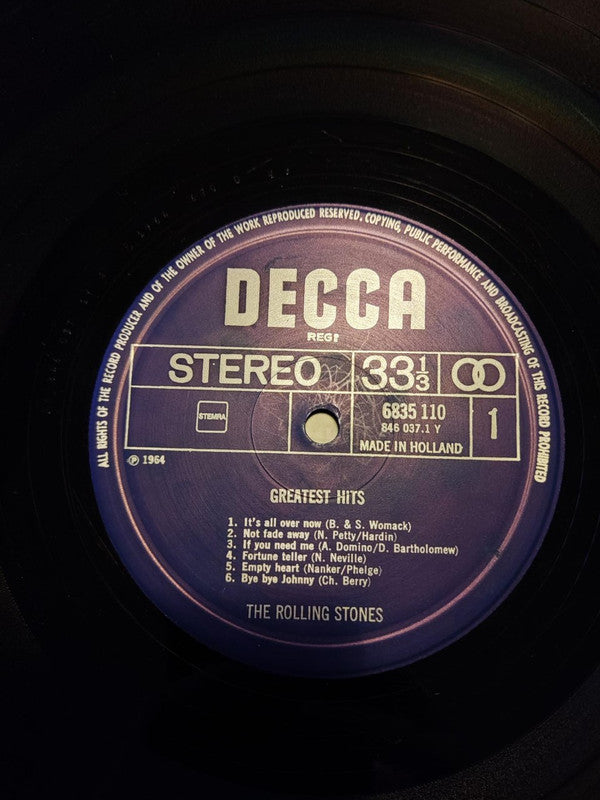 ALL RIGHTS OF THE RECORD PRODUCER AND OF THE OWNER OF THE WORK REPRODUCED RESERVED. COPYING, PUBLIC PERFORMANCE AND BROADCASTING OF THIS RECORD PROHIBITED
DECCA
STEREO 33 1/3
STEMRA
6835 110
846 037.1 Y
1
MADE IN HOLLAND
℗ 1964
GREATEST HITS
1. It's all over now (B. & S. Womack)
2. Not fade away (N. Petty/Hardin)
3. If you need me (A. Domino/D. Bartholomew)
4. Fortune teller (N. Neville)
5. Empty heart (Nanker/Phelge)
6. Bye bye Johnny (Ch. Berry)
THE ROLLING STONES